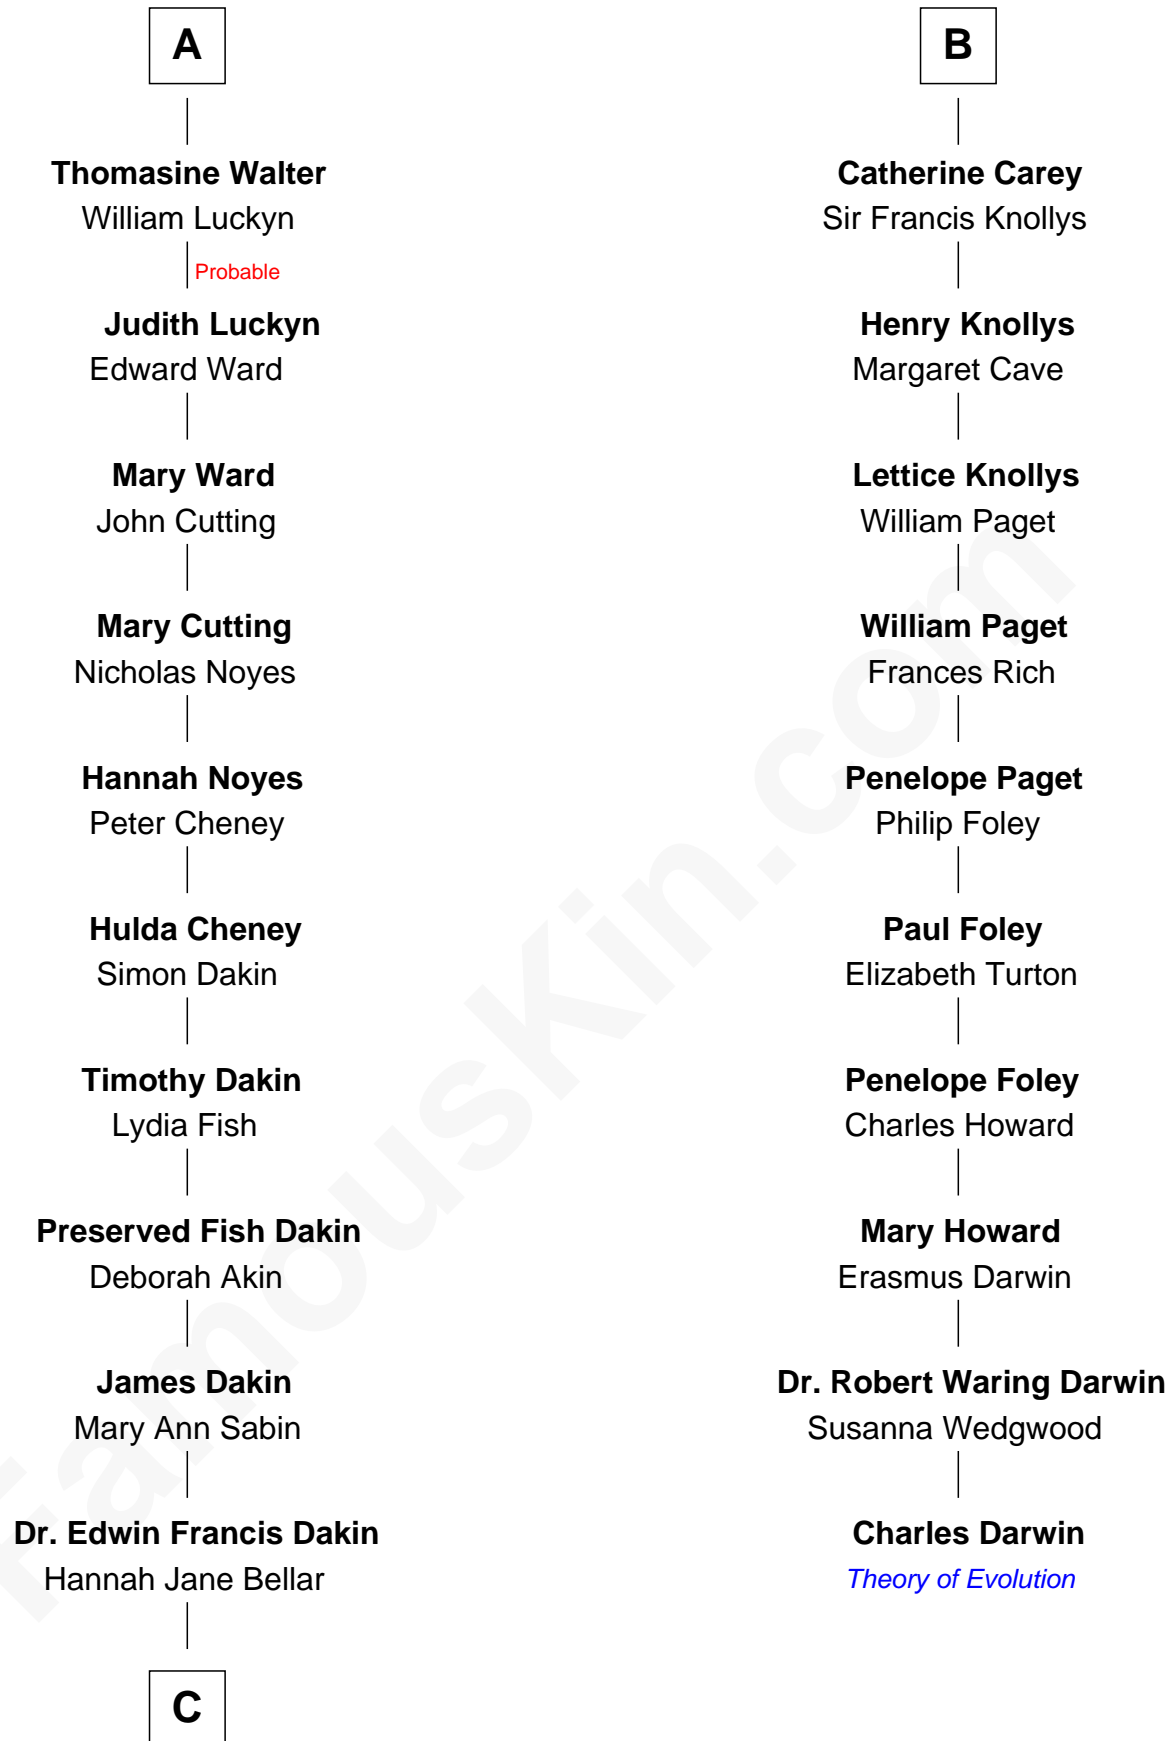 A
Thomasine Walter
William Luckyn
Probable
Judith Luckyn
Edward Ward
Mary Ward
John Cutting
Mary Cutting
Nicholas Noyes
Hannah Noyes
Peter Cheney
Hulda Cheney
Simon Dakin
Timothy Dakin
Lydia Fish
Preserved Fish Dakin
Deborah Akin
James Dakin
Mary Ann Sabin
Dr. Edwin Francis Dakin
Hannah Jane Bellar
C
B
Catherine Carey
Sir Francis Knollys
Henry Knollys
Margaret Cave
Lettice Knollys
William Paget
William Paget
Frances Rich
Penelope Paget
Philip Foley
Paul Foley
Elizabeth Turton
Penelope Foley
Charles Howard
Mary Howard
Erasmus Darwin
Dr. Robert Waring Darwin
Susanna Wedgwood
Charles Darwin
Theory of Evolution
FamousKin.com